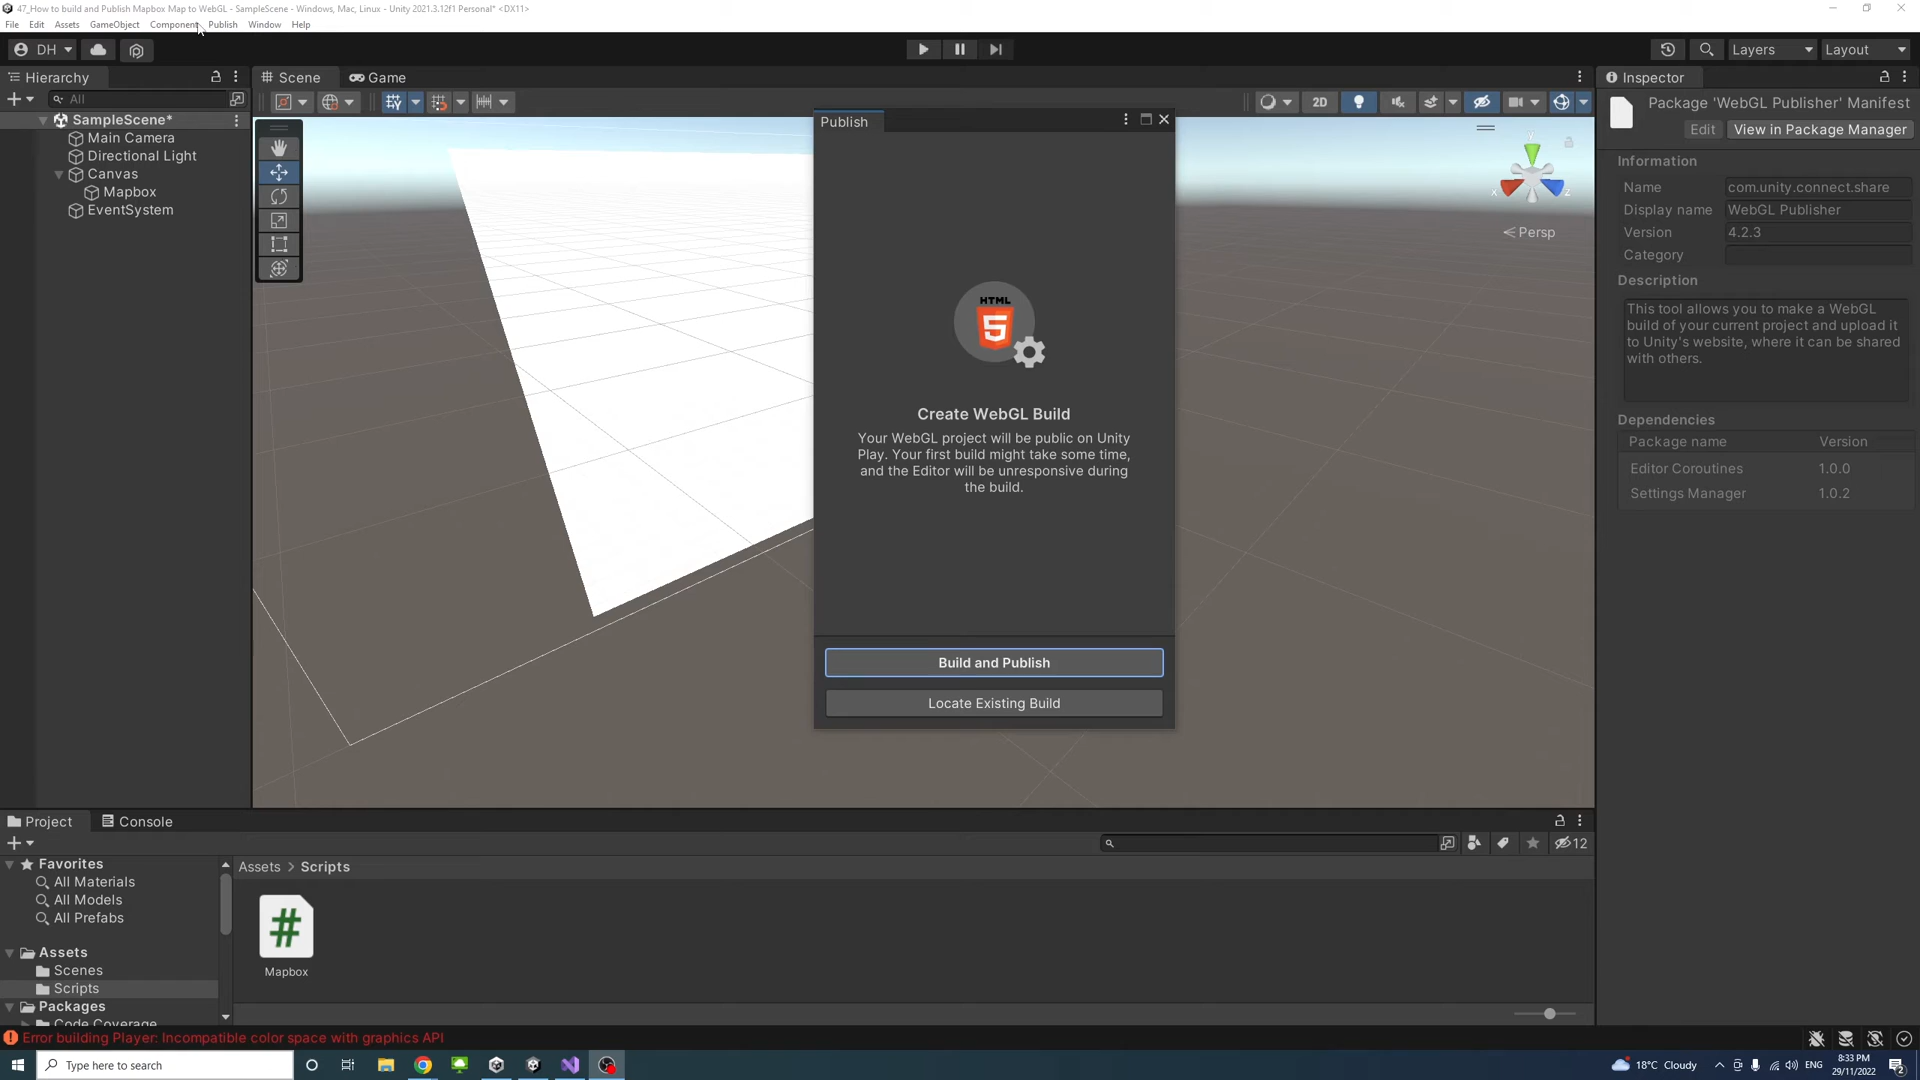 47_How to build and Publish Mapbox Map to WebGL - SampleScene - Windows, Mac, Linux - Unity 2021.3.12f1 Personal* <DX11>
File Edit Assets GameObject Component Publish Window Help
DH
Layers
Layout
Hierarchy
Scene
Game
Inspector
All
2D
SampleScene*
Main Camera
Directional Light
Canvas
Mapbox
EventSystem
y
x
z
Persp
Publish
HTML
5
Create WebGL Build
Your WebGL project will be public on Unity
Play. Your first build might take some time,
and the Editor will be unresponsive during
the build.
Build and Publish
Locate Existing Build
Package 'WebGL Publisher' Manifest
Edit
View in Package Manager
Information
Name com.unity.connect.share
Display name WebGL Publisher
Version 4.2.3
Category
Description
This tool allows you to make a WebGL
build of your current project and upload it
to Unity's website, where it can be shared
with others.
Dependencies
Package name Version
Editor Coroutines 1.0.0
Settings Manager 1.0.2
Project
Console
12
Favorites
All Materials
All Models
All Prefabs
Assets
Scenes
Scripts
Packages
Code Coverage
Assets > Scripts
#
Mapbox
Error building Player: Incompatible color space with graphics API
Type here to search
18°C Cloudy
ENG
8:33 PM
29/11/2022
2